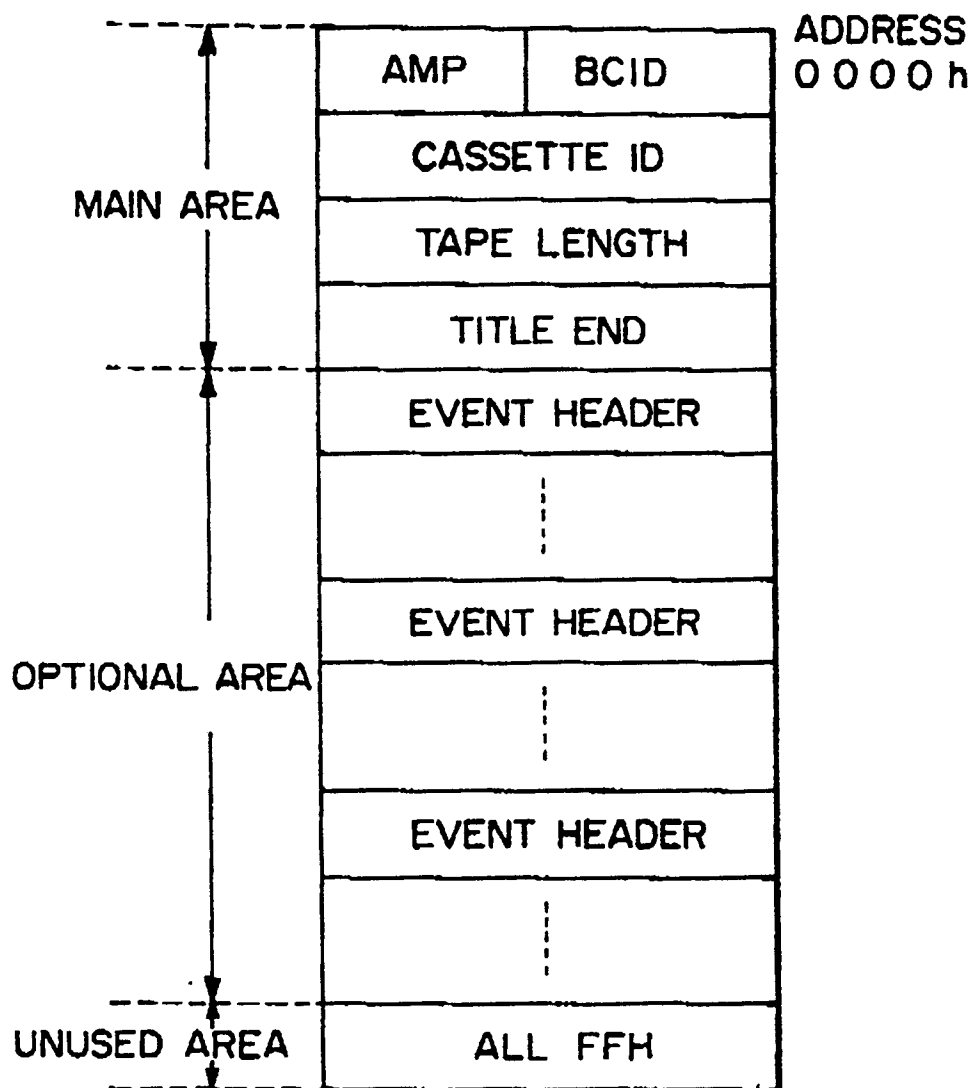 ADDRESS
AMP BCID 0000h
CASSETTE ID
MAIN AREA
TAPE LENGTH
TITLE END
EVENT HEADER
EVENT HEADER
OPTIONAL AREA
EVENT HEADER
UNUSED AREA ALL FFH